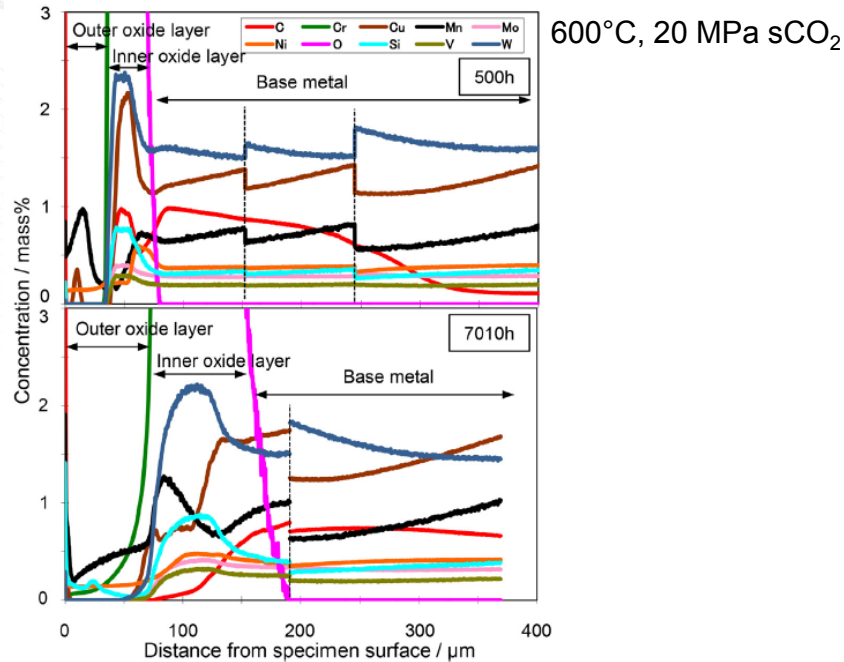 600°C, 20 MPa sCO₂
3
2
1
0
Outer oxide layer
Inner oxide layer
C Cr Cu Mn Mo
Ni O Si V W
Base metal
500h
Concentration / mass%
3
2
1
0
Outer oxide layer
Inner oxide layer
7010h
Base metal
0 100 200 300 400
Distance from specimen surface / µm